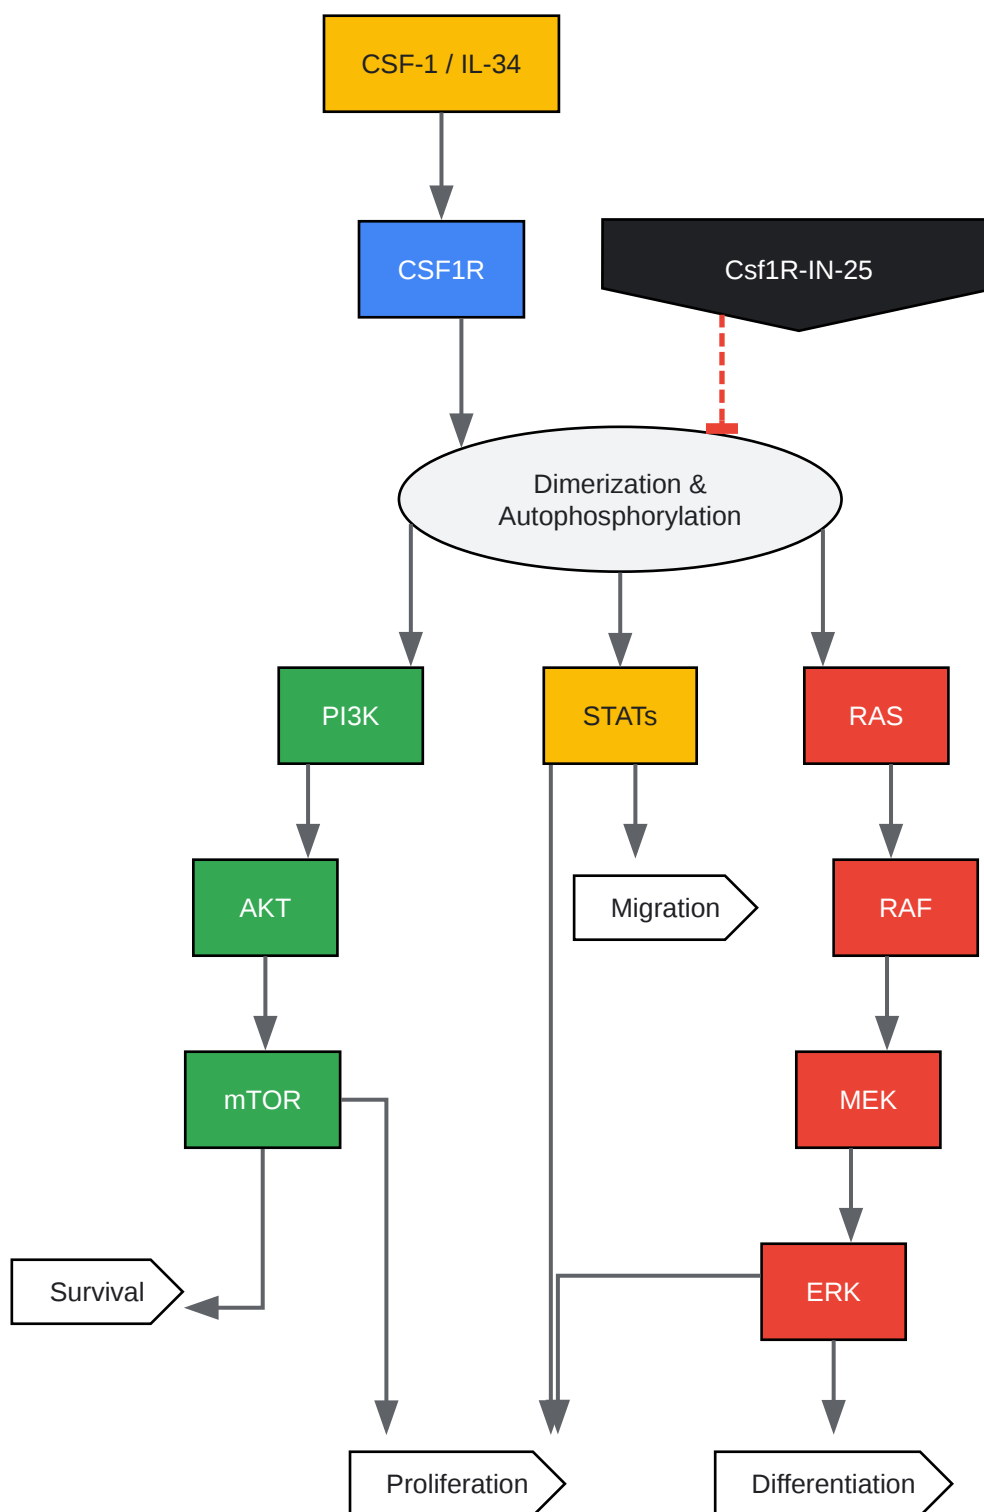 CSF-1 / IL-34
CSF1R
Csf1R-IN-25
Dimerization &
Autophosphorylation
PI3K
STATs
RAS
AKT
Migration
RAF
mTOR
MEK
Survival
ERK
Proliferation
Differentiation